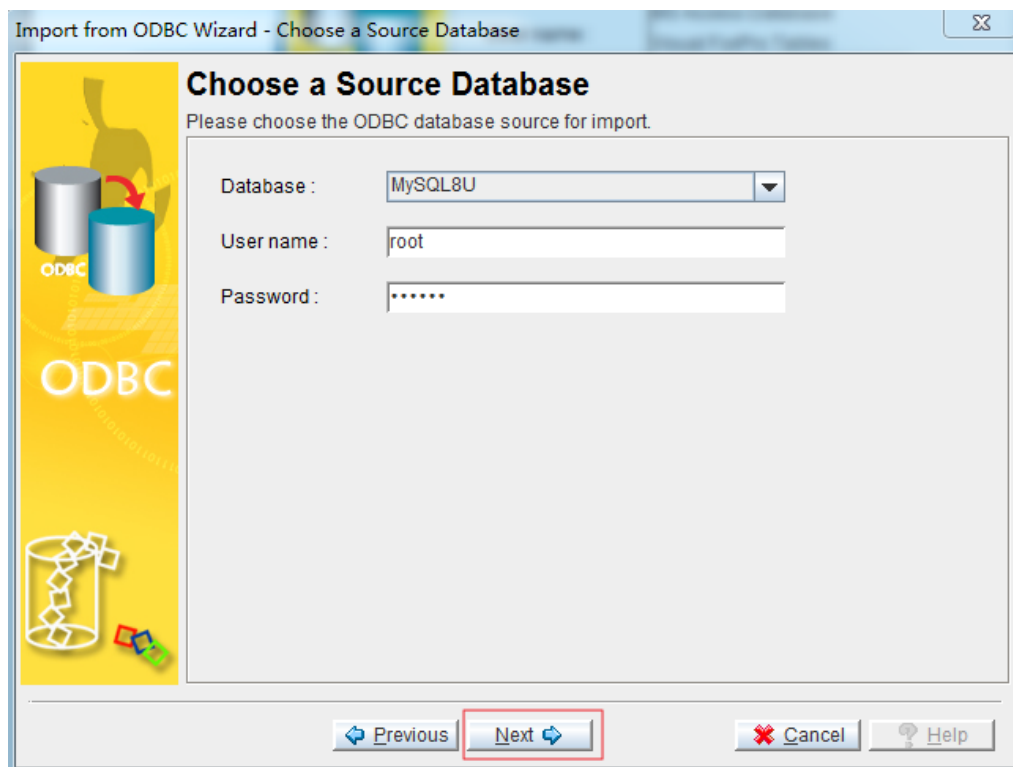 Import from ODBC Wizard - Choose a Source Database
Choose a Source Database
Please choose the ODBC database source for import.
Database : MySQL8U
User name : root
Password : ••••••
ODBC
ODBC
Previous Next Cancel Help